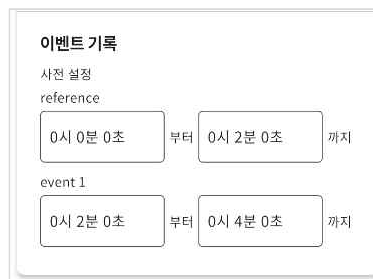 이벤트 기록
사전 설정
reference
0시 0분 0초 부터 0시 2분 0초 까지
event 1
0시 2분 0초 부터 0시 4분 0초 까지